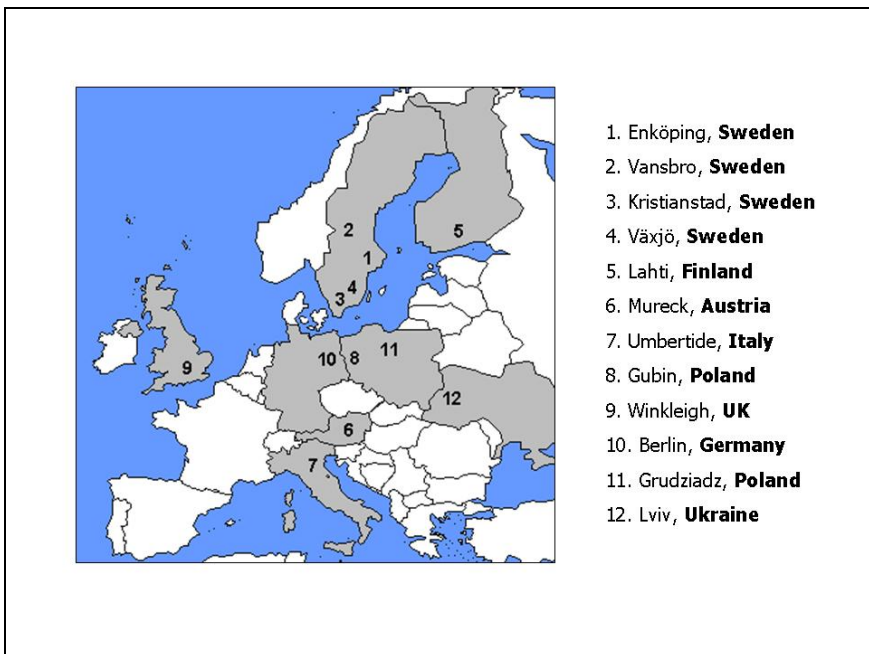 2
1
5
4
3
9
10
8
11
12
6
7
1. Enköping, Sweden
2. Vansbro, Sweden
3. Kristianstad, Sweden
4. Växjö, Sweden
5. Lahti, Finland
6. Mureck, Austria
7. Umbertide, Italy
8. Gubin, Poland
9. Winkleigh, UK
10. Berlin, Germany
11. Grudziadz, Poland
12. Lviv, Ukraine